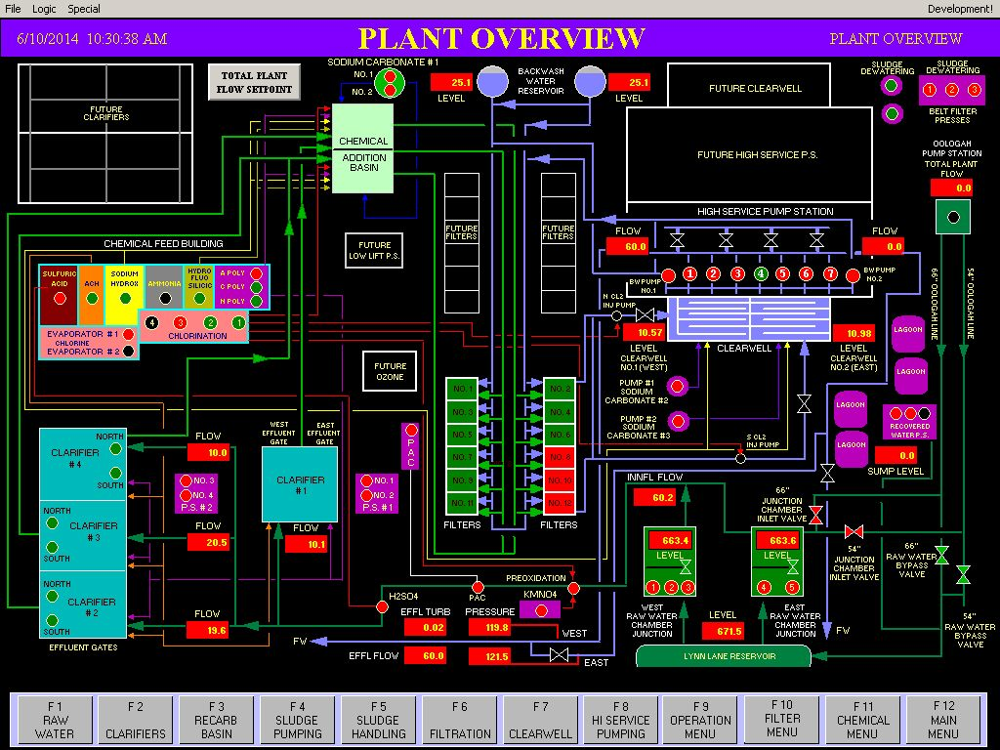 File Logic Special Development!
6/10/2014 10:30:38 AM
PLANT OVERVIEW
PLANT OVERVIEW
FUTURE
CLARIFIERS
TOTAL PLANT
FLOW SETPOINT
SODIUM CARBONATE #1
NO. 1
NO. 2
25.1
LEVEL
BACKWASH
WATER
RESERVOIR
25.1
LEVEL
FUTURE CLEARWELL
SLUDGE
DEWATERING
SLUDGE
DEWATERING
1 2 3
BELT FILTER
PRESSES
CHEMICAL
ADDITION
BASIN
FUTURE HIGH SERVICE P.S.
OOLOGAH
PUMP STATION
TOTAL PLANT
FLOW
0.0
FUTURE
FILTERS
FUTURE
FILTERS
HIGH SERVICE PUMP STATION
FLOW
60.0
FLOW
0.0
CHEMICAL FEED BUILDING
FUTURE
LOW LIFT P.S.
SULFURIC
ACID
ACH
SODIUM
HYDROX
AMMONIA
HYDRO
FLUO
SILICIC
A POLY
C POLY
N POLY
BW PUMP
NO.1
1 2 3 4 5 6 7
BW PUMP
NO.2
66" OOLOGAH LINE
54" OOLOGAH LINE
4 3 2 1
CHLORINATION
EVAPORATOR #1
CHLORINE
EVAPORATOR #2
N CL2
INJ PUMP
10.57
LEVEL
CLEARWELL
NO.1(WEST)
CLEARWELL
10.98
LEVEL
CLEARWELL
NO.2(EAST)
LAGOON
LAGOON
LAGOON
LAGOON
FUTURE
OZONE
PUMP #1
SODIUM
CARBONATE #2
PUMP #2
SODIUM
CARBONATE #3
RECOVERED
WATER P.S.
0.0
SUMP LEVEL
NO. 1
NO. 3
NO. 5
NO. 7
NO. 9
NO. 11
FILTERS
NO. 2
NO. 4
NO. 6
NO. 8
NO. 10
NO. 12
FILTERS
S CL2
INJ PUMP
NORTH
CLARIFIER
# 4
SOUTH
FLOW
10.0
WEST
EFFLUENT
GATE
EAST
EFFLUENT
GATE
PAC
NO. 3
NO. 4
P.S. # 2
CLARIFIER
# 1
NO. 1
NO. 2
P.S. # 1
INNFL FLOW
60.2
66"
JUNCTION
CHAMBER
INLET VALVE
NORTH
CLARIFIER
# 3
SOUTH
FLOW
20.5
FLOW
10.1
663.4
LEVEL
1 2 3
663.6
LEVEL
4 5
54"
JUNCTION
CHAMBER
INLET VALVE
66"
RAW WATER
BYPASS
VALVE
NORTH
CLARIFIER
# 2
SOUTH
FLOW
19.6
EFFLUENT GATES
H2SO4
PAC
PREOXIDATION
KMNO4
EFFL TURB
0.02
PRESSURE
119.8
WEST
FW
EFFL FLOW
60.0
121.5
EAST
WEST
RAW WATER
CHAMBER
JUNCTION
LEVEL
671.5
EAST
RAW WATER
CHAMBER
JUNCTION
FW
54"
RAW WATER
BYPASS
VALVE
LYNN LANE RESERVOIR
F 1
RAW
WATER
F 2
CLARIFIERS
F 3
RECARB
BASIN
F 4
SLUDGE
PUMPING
F 5
SLUDGE
HANDLING
F 6
FILTRATION
F 7
CLEARWELL
F 8
HI SERVICE
PUMPING
F 9
OPERATION
MENU
F 10
FILTER
MENU
F 11
CHEMICAL
MENU
F 12
MAIN
MENU